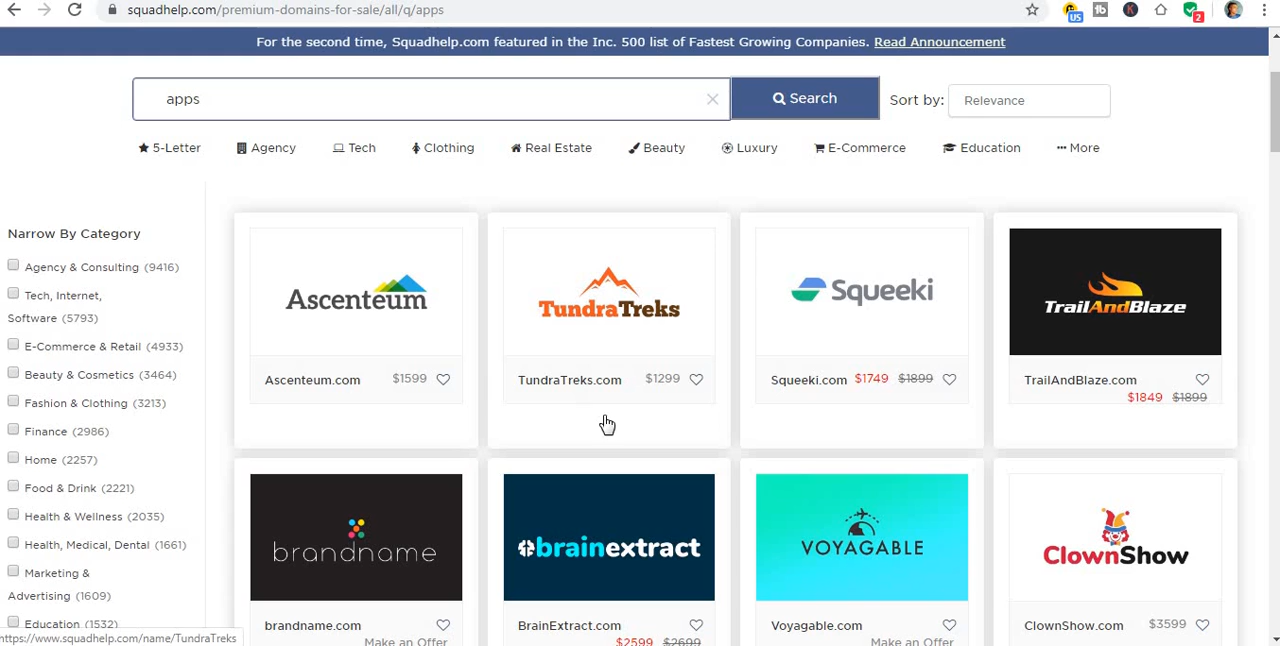 squadhelp.com/premium-domains-for-sale/all/q/apps
US
tb
K
2
For the second time, Squadhelp.com featured in the Inc. 500 list of Fastest Growing Companies. Read Announcement
apps
Search
Sort by:
Relevance
5-Letter
Agency
Tech
Clothing
Real Estate
Beauty
Luxury
E-Commerce
Education
More
Narrow By Category
Agency & Consulting (9416)
Tech, Internet,
Software (5793)
E-Commerce & Retail (4933)
Beauty & Cosmetics (3464)
Fashion & Clothing (3213)
Finance (2986)
Home (2257)
Food & Drink (2221)
Health & Wellness (2035)
Health, Medical, Dental (1661)
Marketing &
Advertising (1609)
Education (1532)
https://www.squadhelp.com/name/TundraTreks
Ascenteum
Ascenteum.com $1599
TundraTreks
TundraTreks.com $1299
Squeeki
Squeeki.com $1749 $1899
TrailAndBlaze
TrailAndBlaze.com
$1849 $1899
brandname
brandname.com
Make an Offer
brainextract
BrainExtract.com
$2599 $2699
VOYAGABLE
Voyagable.com
Make an Offer
ClownShow
ClownShow.com $3599